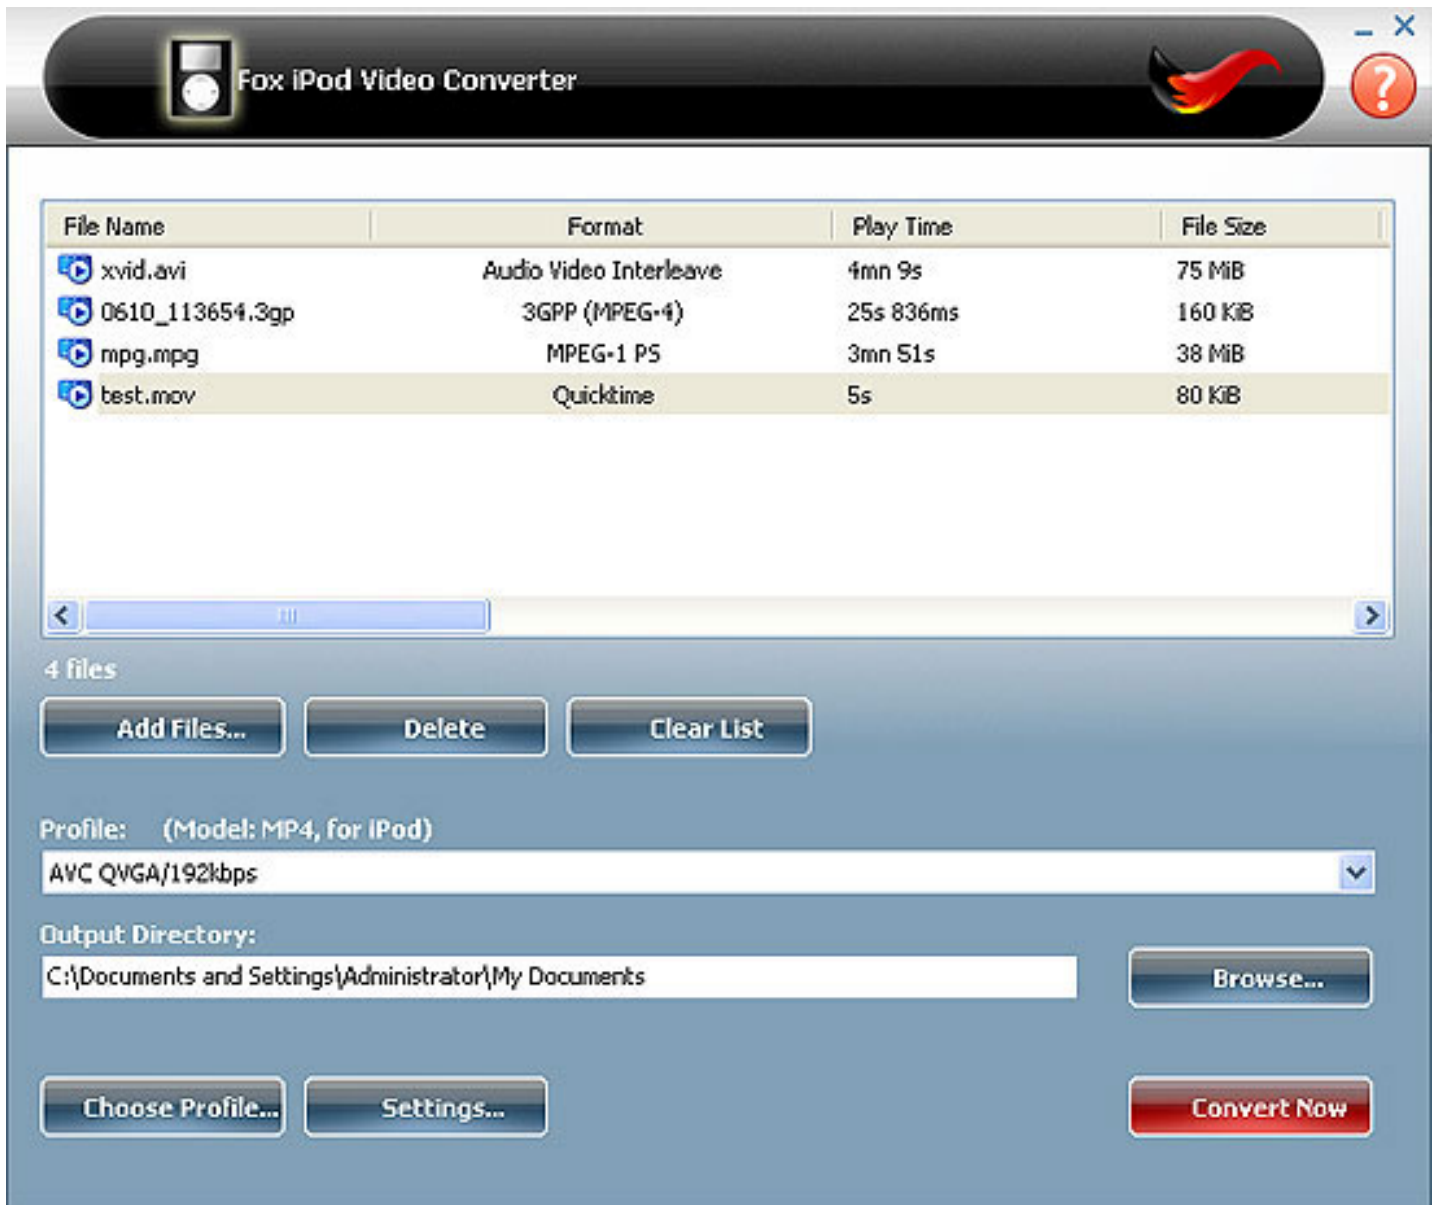 Fox iPod Video Converter
?
File Name Format Play Time File Size
xvid.avi Audio Video Interleave 4mn 9s 75 MiB
0610_113654.3gp 3GPP (MPEG-4) 25s 836ms 160 KiB
mpg.mpg MPEG-1 PS 3mn 51s 38 MiB
test.mov Quicktime 5s 80 KiB
4 files
Add Files... Delete Clear List
Profile: (Model: MP4, for iPod)
AVC QVGA/192kbps
Output Directory:
C:\Documents and Settings\Administrator\My Documents Browse...
Choose Profile... Settings... Convert Now